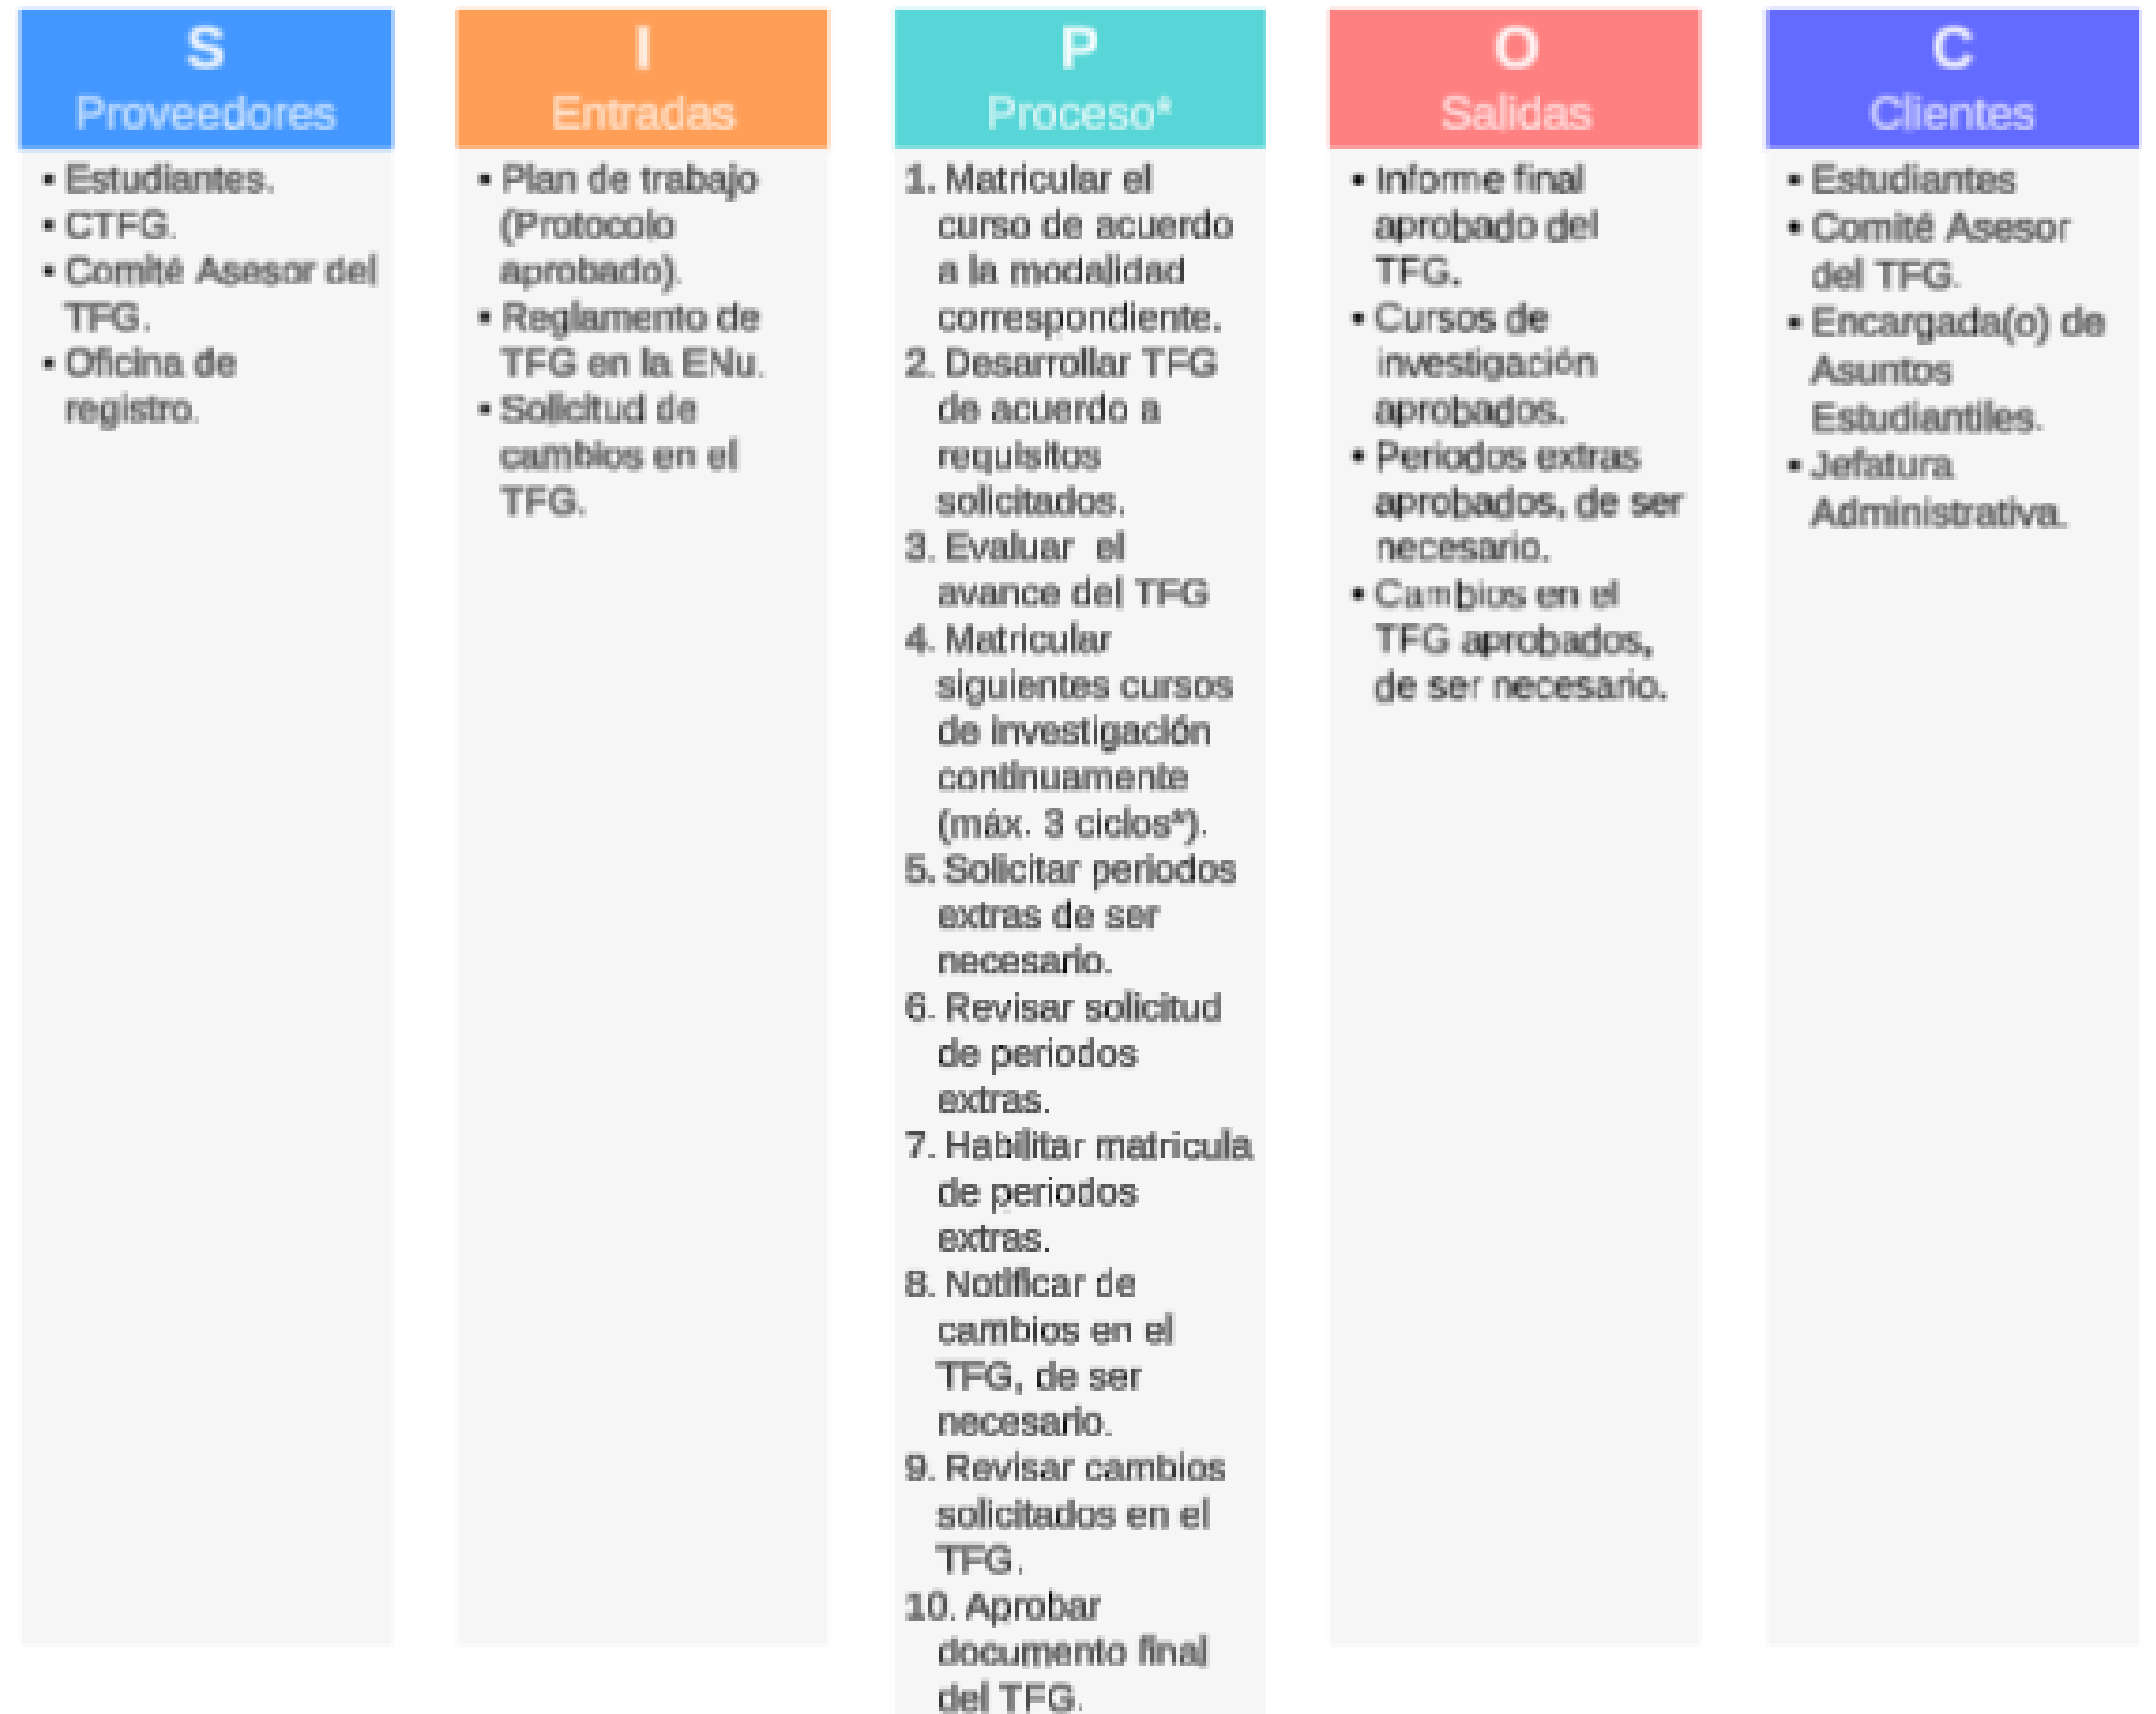 S
Proveedores
▪ Estudiantes.
▪ CTFG.
▪ Comité Asesor del
TFG.
▪ Oficina de
registro.
I
Entradas
▪ Plan de trabajo
(Protocolo
aprobado).
▪ Reglamento de
TFG en la ENu.
▪ Solicitud de
cambios en el
TFG.
P
Proceso*
1. Matricular el
curso de acuerdo
a la modalidad
correspondiente.
2. Desarrollar TFG
de acuerdo a
requisitos
solicitados.
3. Evaluar el
avance del TFG
4. Matricular
siguientes cursos
de investigación
continuamente
(máx. 3 ciclos*).
5. Solicitar periodos
extras de ser
necesario.
6. Revisar solicitud
de periodos
extras.
7. Habilitar matricula
de periodos
extras.
8. Notificar de
cambios en el
TFG, de ser
necesario.
9. Revisar cambios
solicitados en el
TFG.
10. Aprobar
documento final
del TFG.
O
Salidas
• Informe final
aprobado del
TFG.
• Cursos de
investigación
aprobados.
• Periodos extras
aprobados, de ser
necesario.
• Cambios en el
TFG aprobados,
de ser necesario.
C
Clientes
▪ Estudiantes
• Comité Asesor
del TFG.
▪ Encargada(o) de
Asuntos
Estudiantiles.
▪ Jefatura
Administrativa.